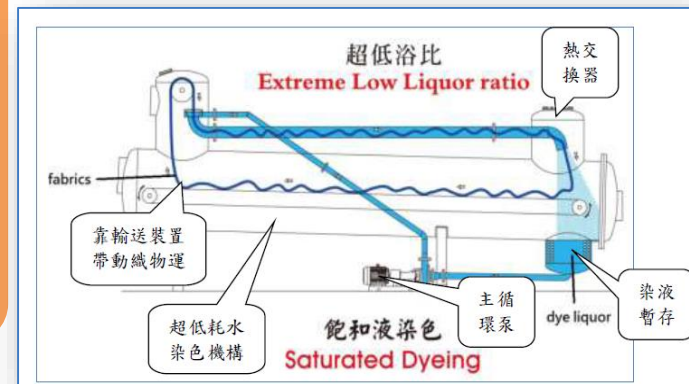 超低浴比
Extreme Low Liquor ratio
熱交
換器
fabrics
靠輸送裝置
帶動織物運
超低耗水
染色機構
主循
環泵
dye liquor
染液
暫存
飽和液染色
Saturated Dyeing